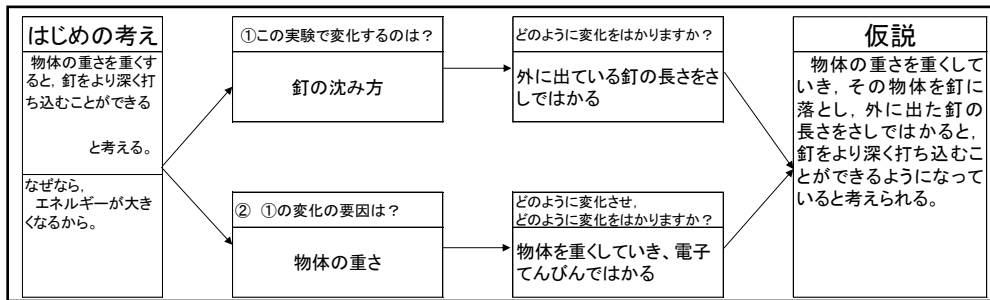 はじめの考え
物体の重さを重くす
ると，釘をより深く打
ち込むことができる
と考える。
なぜなら，
エネルギーが大き
くなるから。
①この実験で変化するのは？
釘の沈み方
② ①の変化の要因は？
物体の重さ
どのように変化をはかりますか？
外に出ている釘の長さをさ
しではかる
どのように変化させ，
どのように変化をはかりますか？
物体を重くしていき、電子
てんびんではかる
仮説
物体の重さを重くして
いき，その物体を釘に
落とし，外に出た釘の
長さをさしではかると，
釘をより深く打ち込むこ
とができるようになって
いると考えられる。